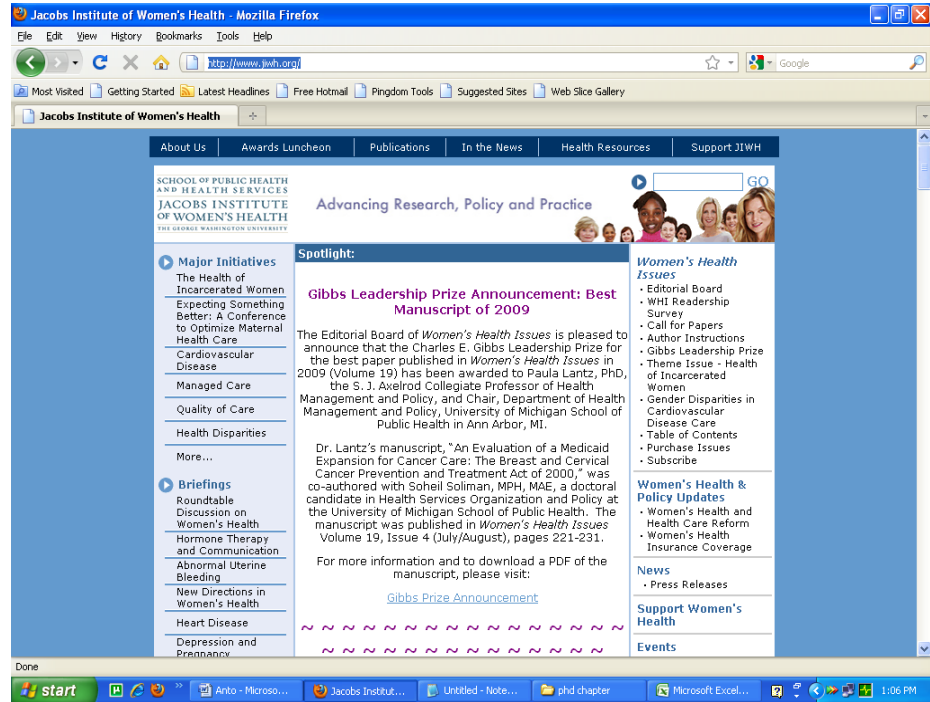 Jacobs Institute of Women's Health - Mozilla Firefox
File Edit View History Bookmarks Tools Help
http://www.jiwh.org/
Google
Most Visited Getting Started Latest Headlines Free Hotmail Pingdom Tools Suggested Sites Web Slice Gallery
Jacobs Institute of Women's Health
About Us Awards Luncheon Publications In the News Health Resources Support JIWH
SCHOOL OF PUBLIC HEALTH
AND HEALTH SERVICES
JACOBS INSTITUTE
OF WOMEN'S HEALTH
THE GEORGE WASHINGTON UNIVERSITY
Advancing Research, Policy and Practice
GO
Major Initiatives
The Health of
Incarcerated Women
Expecting Something
Better: A Conference
to Optimize Maternal
Health Care
Cardiovascular
Disease
Managed Care
Quality of Care
Health Disparities
More...
Briefings
Roundtable
Discussion on
Women's Health
Hormone Therapy
and Communication
Abnormal Uterine
Bleeding
New Directions in
Women's Health
Heart Disease
Depression and
Pregnancy
Spotlight:
Gibbs Leadership Prize Announcement: Best
Manuscript of 2009
The Editorial Board of Women's Health Issues is pleased to
announce that the Charles E. Gibbs Leadership Prize for
the best paper published in Women's Health Issues in
2009 (Volume 19) has been awarded to Paula Lantz, PhD,
the S. J. Axelrod Collegiate Professor of Health
Management and Policy, and Chair, Department of Health
Management and Policy, University of Michigan School of
Public Health in Ann Arbor, MI.
Dr. Lantz's manuscript, "An Evaluation of a Medicaid
Expansion for Cancer Care: The Breast and Cervical
Cancer Prevention and Treatment Act of 2000," was
co-authored with Soheil Soliman, MPH, MAE, a doctoral
candidate in Health Services Organization and Policy at
the University of Michigan School of Public Health. The
manuscript was published in Women's Health Issues
Volume 19, Issue 4 (July/August), pages 221-231.
For more information and to download a PDF of the
manuscript, please visit:
Gibbs Prize Announcement
~ ~ ~ ~ ~ ~ ~ ~ ~ ~ ~ ~ ~ ~ ~ ~
~ ~ ~ ~ ~ ~ ~ ~ ~ ~ ~ ~ ~ ~
Women's Health
Issues
· Editorial Board
· WHI Readership
Survey
· Call for Papers
· Author Instructions
· Gibbs Leadership Prize
· Theme Issue - Health
of Incarcerated
Women
· Gender Disparities in
Cardiovascular
Disease Care
· Table of Contents
· Purchase Issues
· Subscribe
Women's Health &
Policy Updates
· Women's Health and
Health Care Reform
· Women's Health
Insurance Coverage
News
· Press Releases
Support Women's
Health
Events
Done
start Anto - Microso... Jacobs Institut... Untitled - Note... phd chapter Microsoft Excel... 1:06 PM